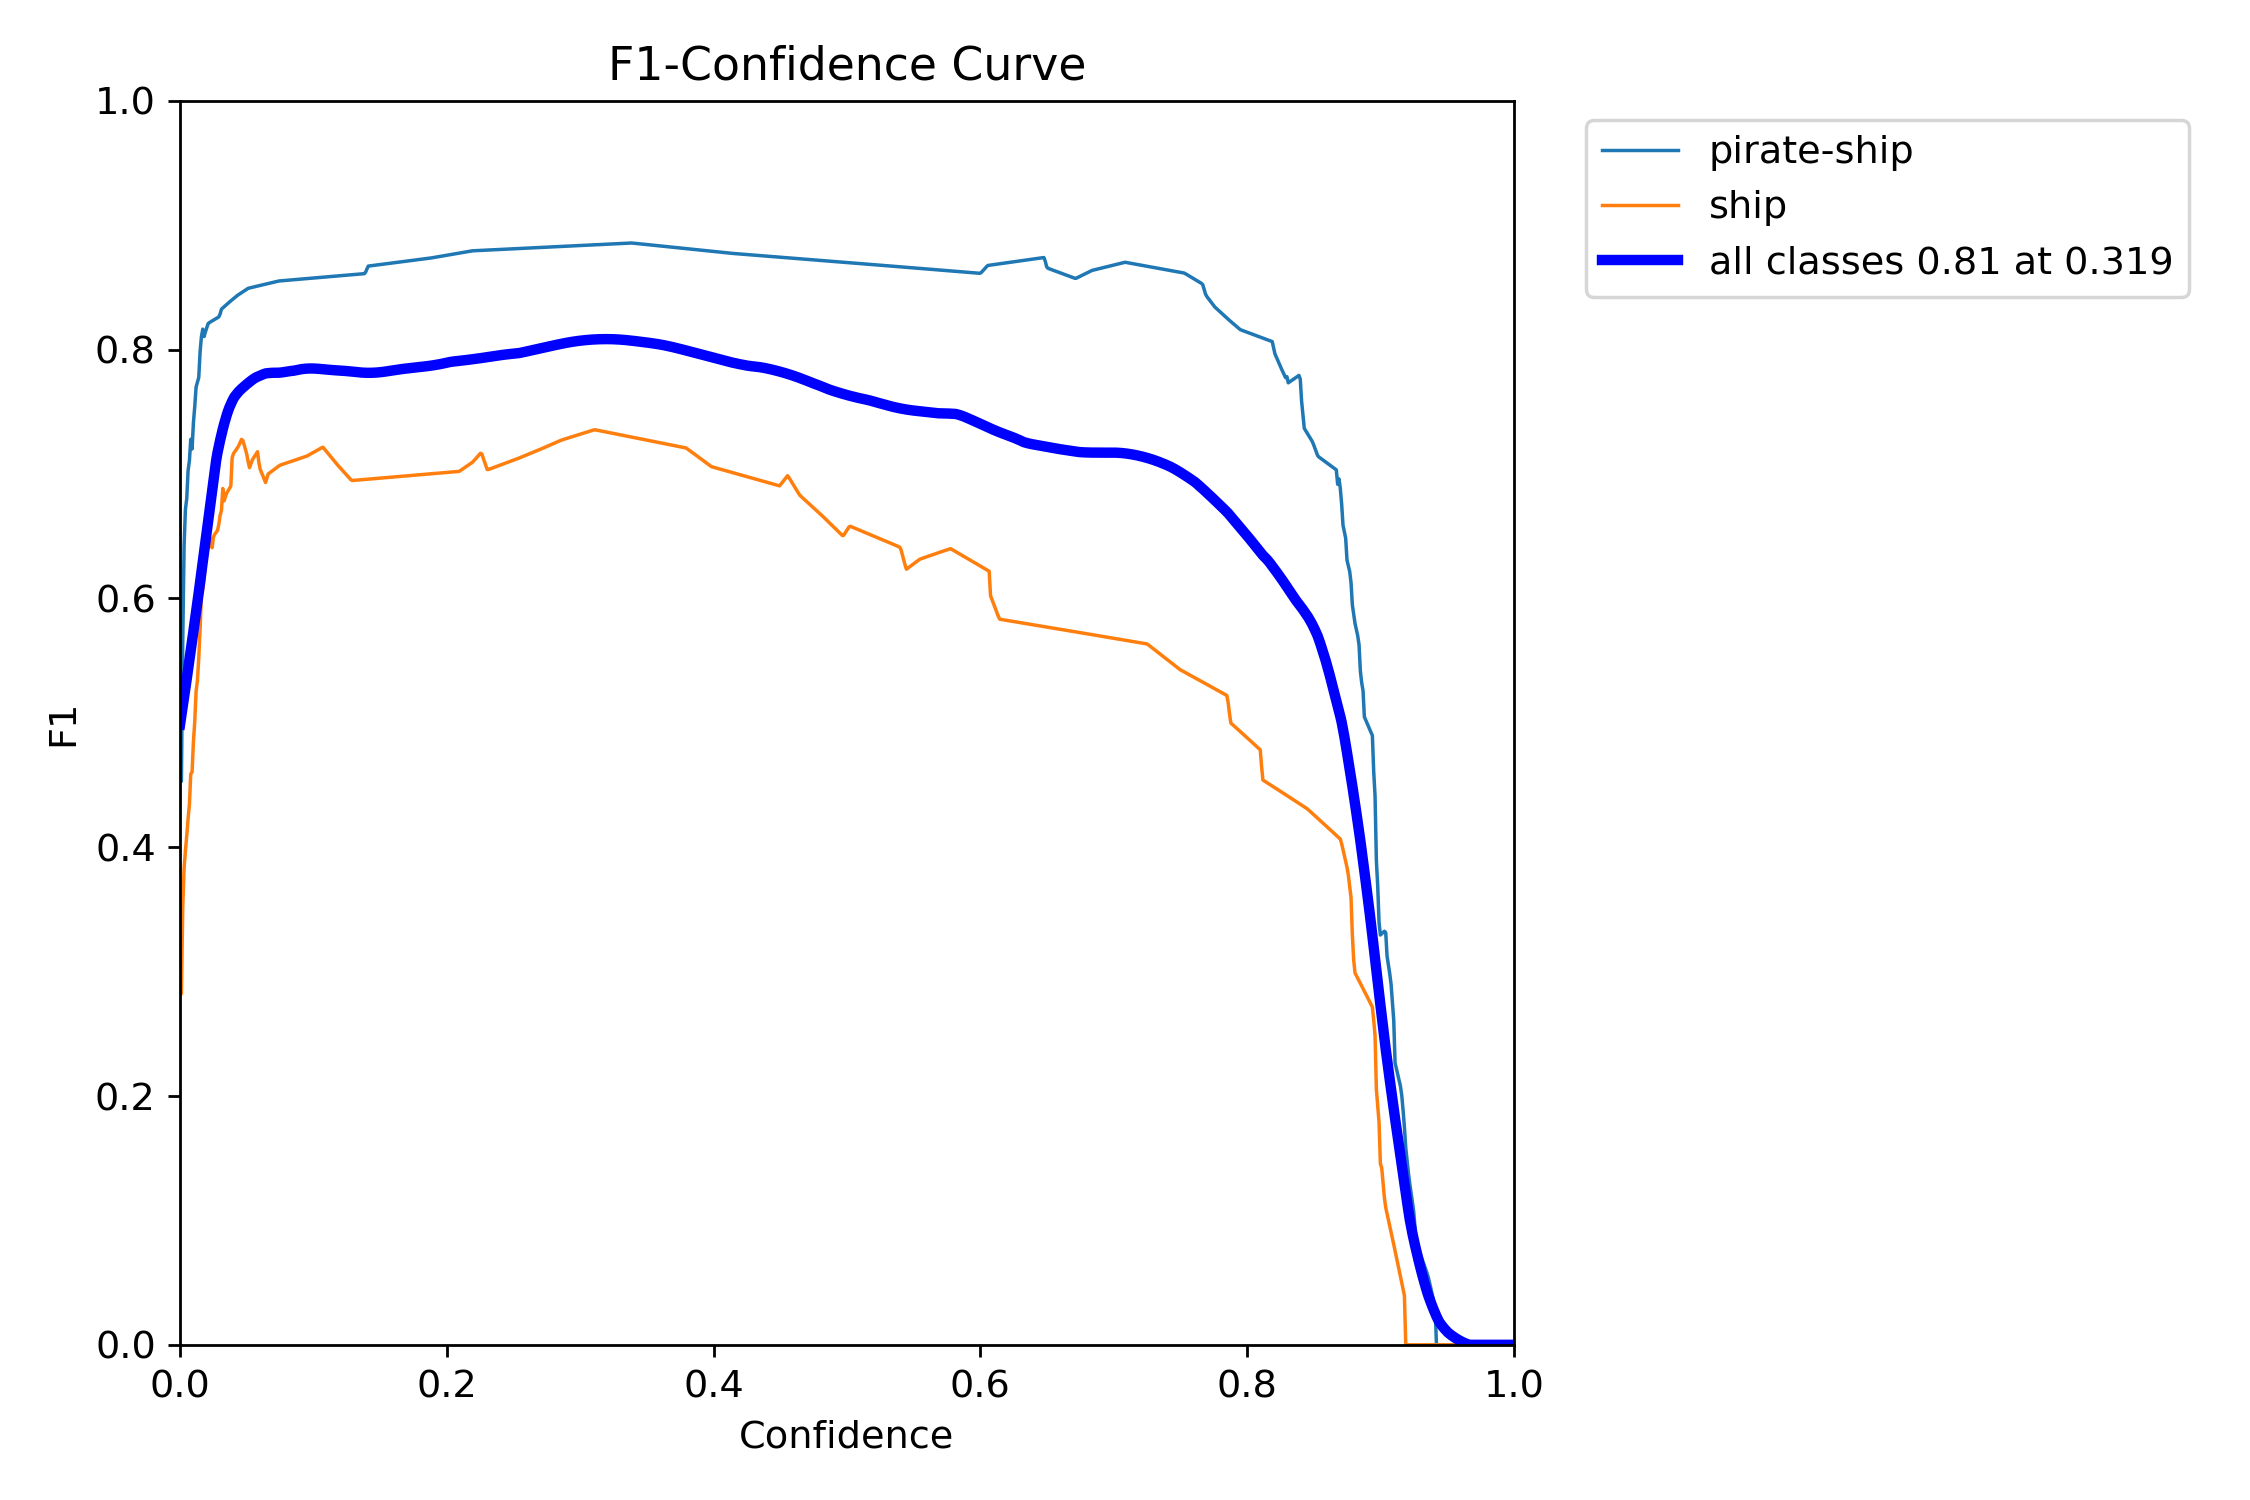 F1-Confidence Curve
1.0
0.8
0.6
0.4
0.2
0.0
F1
0.0 0.2 0.4 0.6 0.8 1.0
Confidence
pirate-ship
ship
all classes 0.81 at 0.319